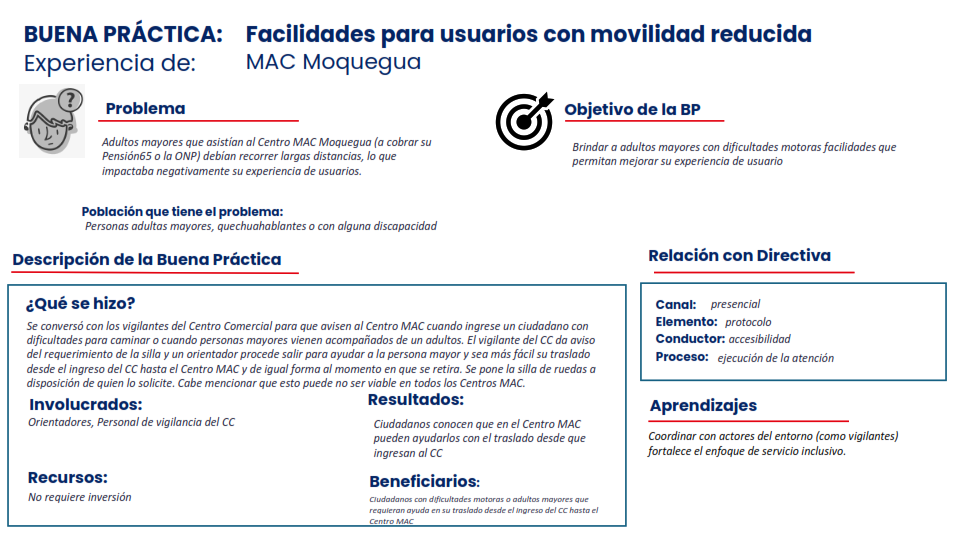 BUENA PRÁCTICA: Facilidades para usuarios con movilidad reducida
Experiencia de: MAC Moquegua
?
Problema
Adultos mayores que asistían al Centro MAC Moquegua (a cobrar su
Pensión65 o la ONP) debían recorrer largas distancias, lo que
impactaba negativamente su experiencia de usuarios.
Objetivo de la BP
Brindar a adultos mayores con dificultades motoras facilidades que
permitan mejorar su experiencia de usuario
Población que tiene el problema:
Personas adultas mayores, quechuahablantes o con alguna discapacidad
Descripción de la Buena Práctica
¿Qué se hizo?
Se conversó con los vigilantes del Centro Comercial para que avisen al Centro MAC cuando ingrese un ciudadano con
dificultades para caminar o cuando personas mayores vienen acompañados de un adultos. El vigilante del CC da aviso
del requerimiento de la silla y un orientador procede salir para ayudar a la persona mayor y sea más fácil su traslado
desde el ingreso del CC hasta el Centro MAC y de igual forma al momento en que se retira. Se pone la silla de ruedas a
disposición de quien lo solicite. Cabe mencionar que esto puede no ser viable en todos los Centros MAC.
Involucrados:
Orientadores, Personal de vigilancia del CC
Resultados:
Ciudadanos conocen que en el Centro MAC
pueden ayudarlos con el traslado desde que
ingresan al CC
Recursos:
No requiere inversión
Beneficiarios:
Ciudadanos con dificultades motoras o adultas mayores que
requieran ayuda en su traslado desde el ingreso del CC hasta el
Centro MAC
Relación con Directiva
Canal: presencial
Elemento: protocolo
Conductor: accesibilidad
Proceso: ejecución de la atención
Aprendizajes
Coordinar con actores del entorno (como vigilantes)
fortalece el enfoque de servicio inclusivo.